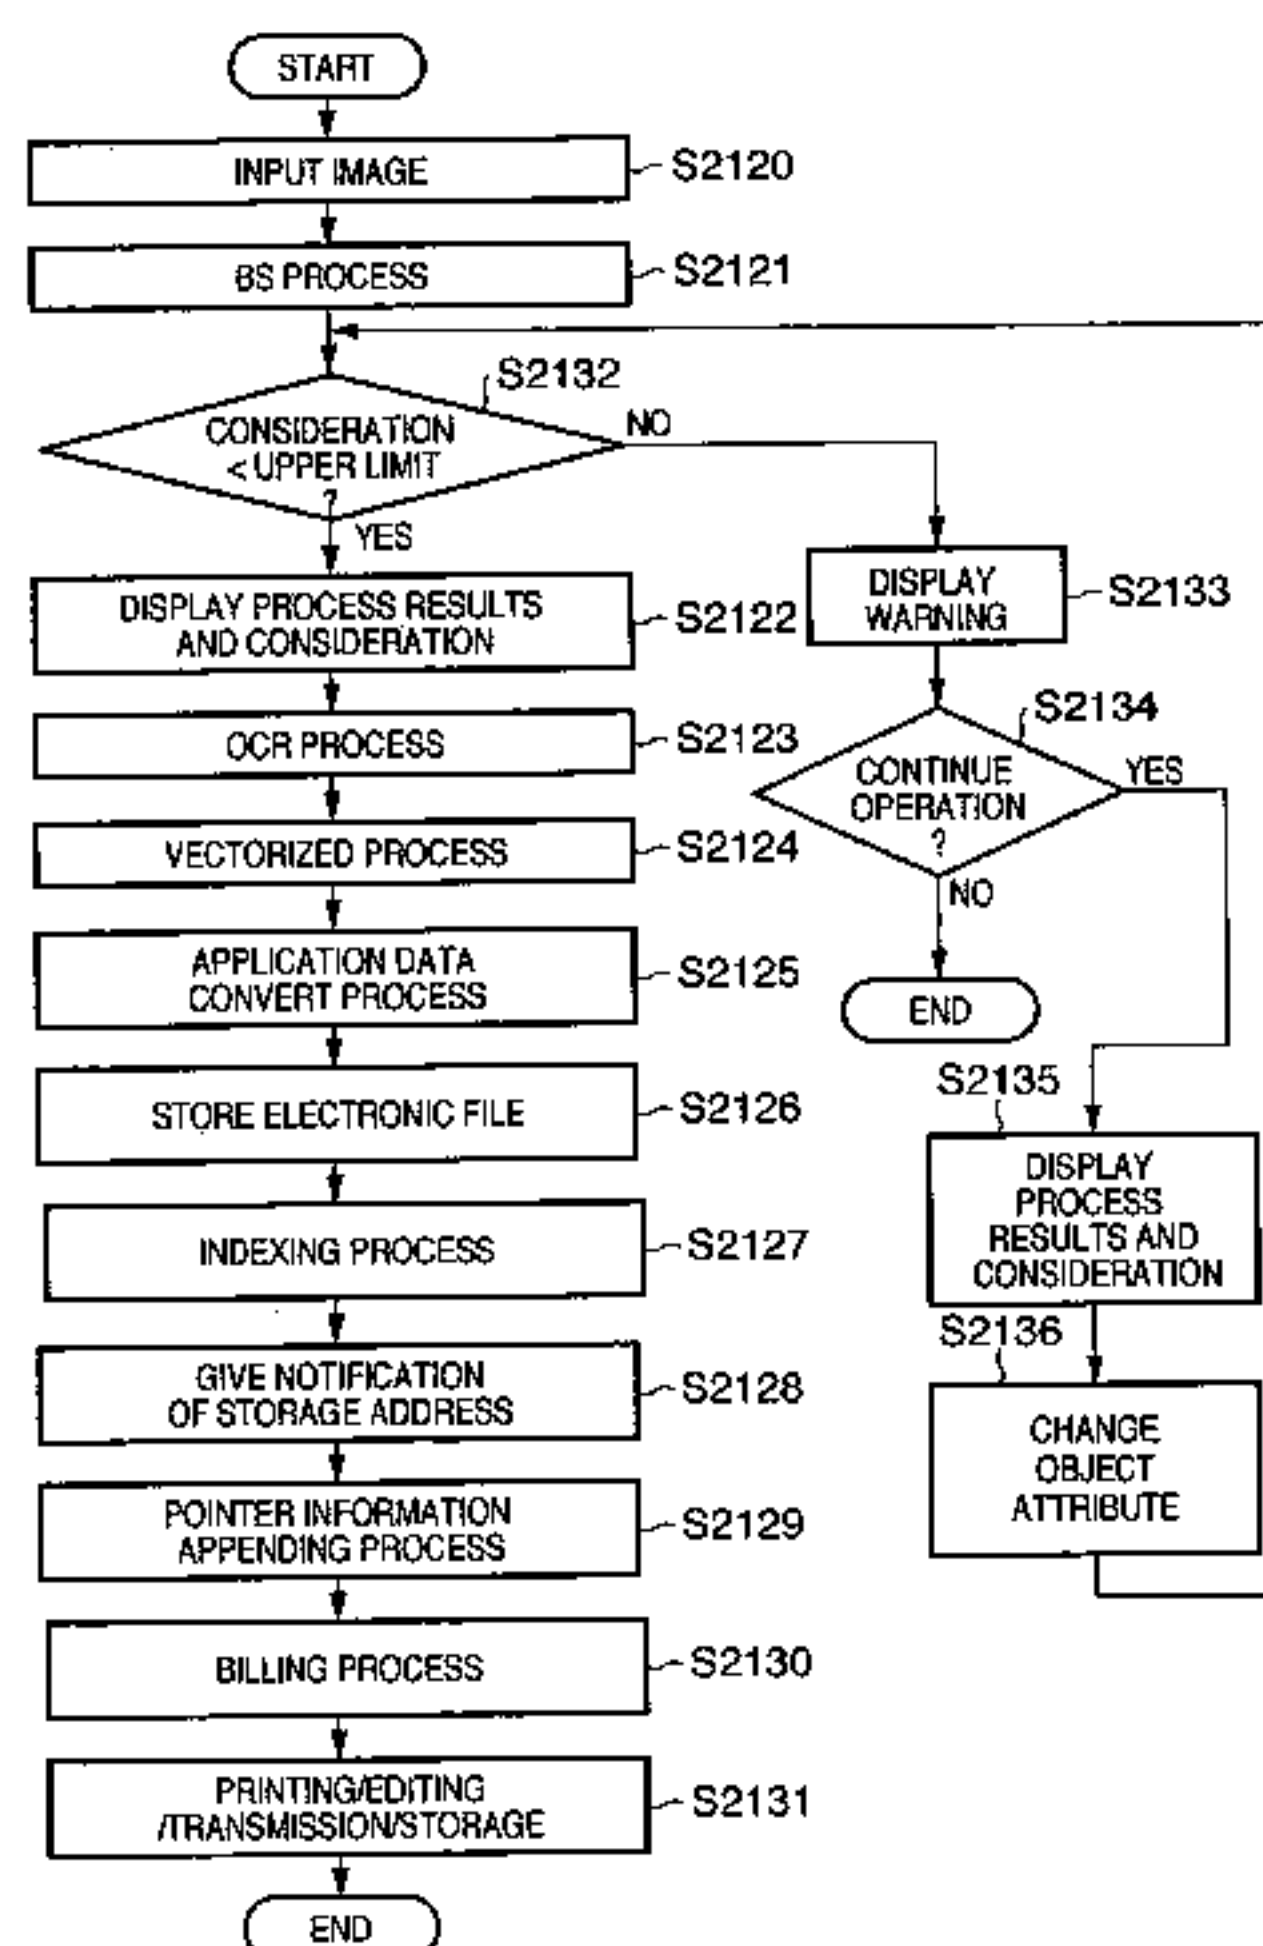 START
INPUT IMAGE
S2120
BS PROCESS
S2121
S2132
CONSIDERATION
< UPPER LIMIT
?
NO
YES
DISPLAY PROCESS RESULTS
AND CONSIDERATION
S2122
OCR PROCESS
S2123
VECTORIZED PROCESS
S2124
APPLICATION DATA
CONVERT PROCESS
S2125
STORE ELECTRONIC FILE
S2126
INDEXING PROCESS
S2127
GIVE NOTIFICATION
OF STORAGE ADDRESS
S2128
POINTER INFORMATION
APPENDING PROCESS
S2129
BILLING PROCESS
S2130
PRINTING/EDITING
/TRANSMISSION/STORAGE
S2131
END
DISPLAY
WARNING
S2133
S2134
CONTINUE
OPERATION
?
YES
NO
END
S2135
DISPLAY
PROCESS
RESULTS AND
CONSIDERATION
S2136
CHANGE
OBJECT
ATTRIBUTE